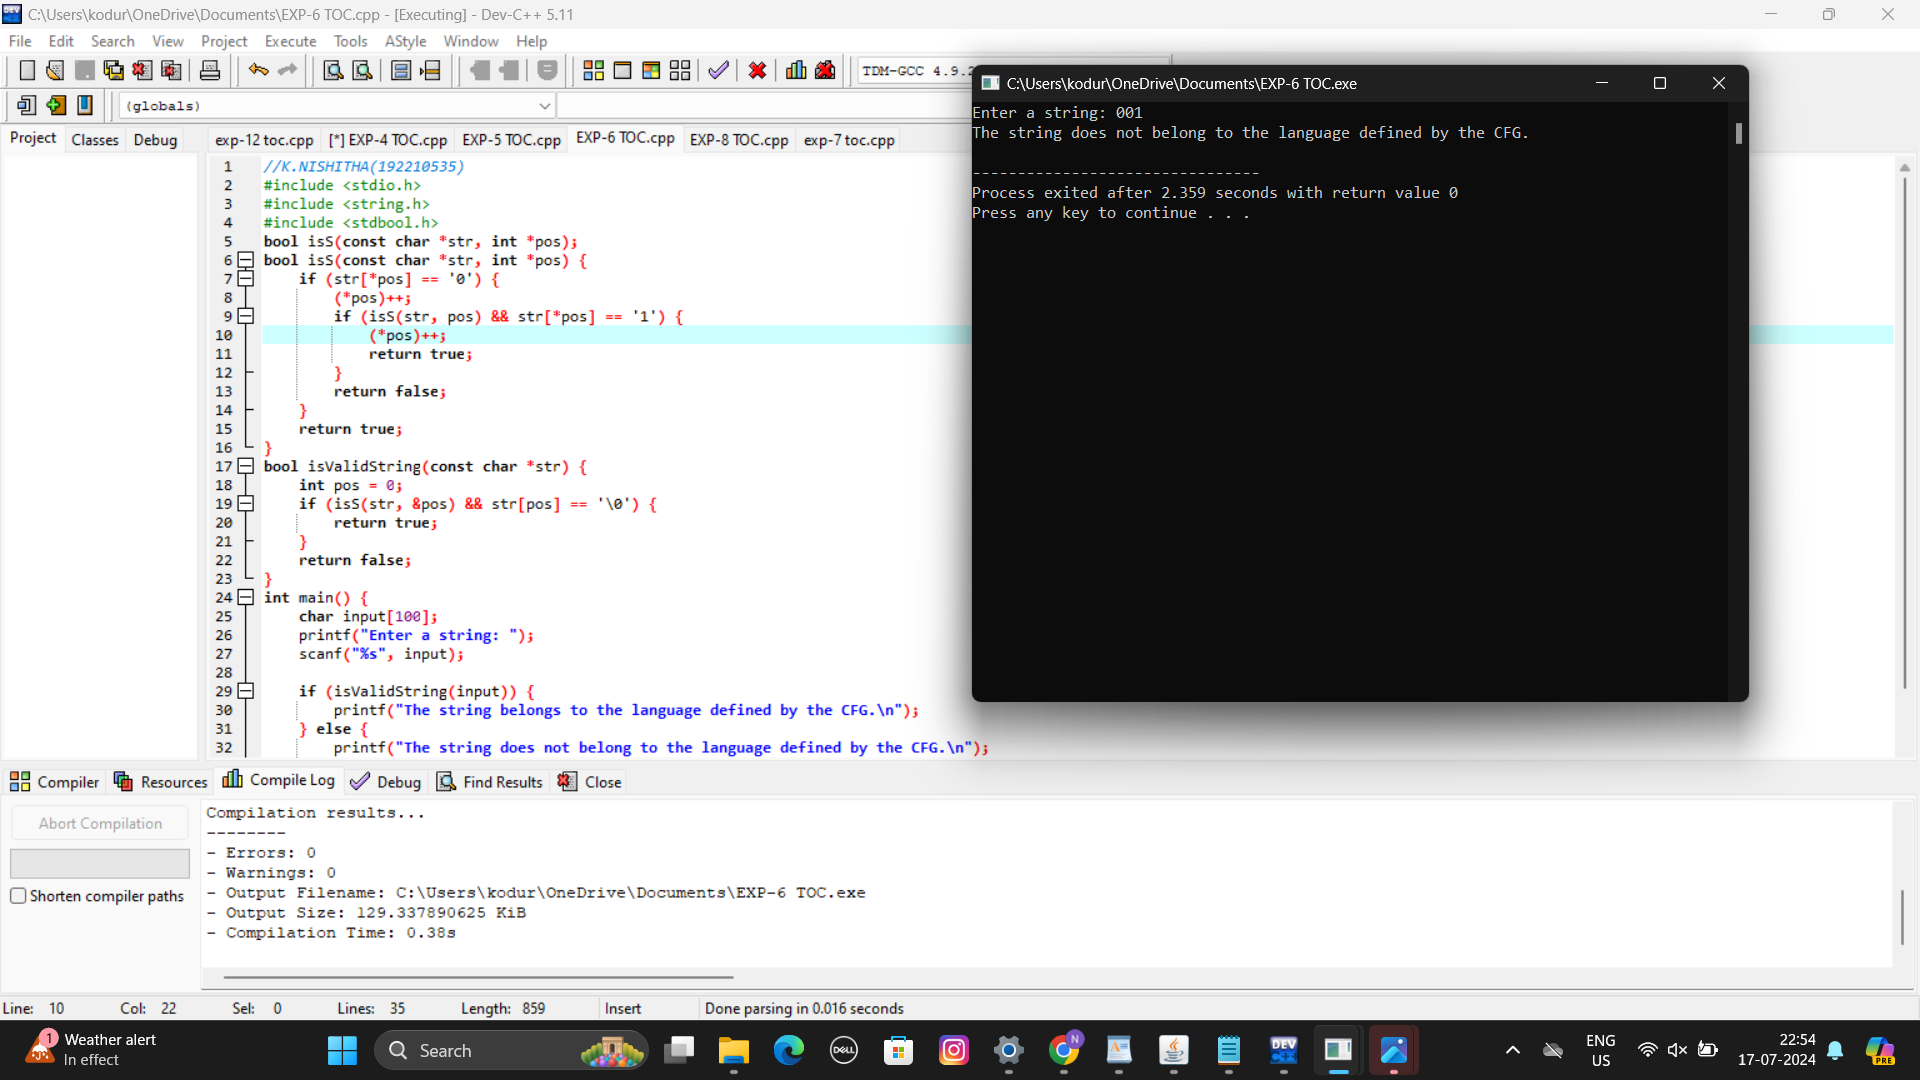 C:\Users\kodur\OneDrive\Documents\EXP-6 TOC.cpp - [Executing] - Dev-C++ 5.11
File Edit Search View Project Execute Tools AStyle Window Help
TDM-GCC 4.9.2
(globals)
Project Classes Debug
exp-12 toc.cpp [*] EXP-4 TOC.cpp EXP-5 TOC.cpp EXP-6 TOC.cpp EXP-8 TOC.cpp exp-7 toc.cpp
1 //K.NISHITHA(192210535)
2 #include <stdio.h>
3 #include <string.h>
4 #include <stdbool.h>
5 bool isS(const char *str, int *pos);
6 bool isS(const char *str, int *pos) {
7 if (str[*pos] == '0') {
8 (*pos)++;
9 if (isS(str, pos) && str[*pos] == '1') {
10 (*pos)++;
11 return true;
12 }
13 return false;
14 }
15 return true;
16 }
17 bool isValidString(const char *str) {
18 int pos = 0;
19 if (isS(str, &pos) && str[pos] == '\0') {
20 return true;
21 }
22 return false;
23 }
24 int main() {
25 char input[100];
26 printf("Enter a string: ");
27 scanf("%s", input);
28
29 if (isValidString(input)) {
30 printf("The string belongs to the language defined by the CFG.\n");
31 } else {
32 printf("The string does not belong to the language defined by the CFG.\n");
C:\Users\kodur\OneDrive\Documents\EXP-6 TOC.exe
Enter a string: 001
The string does not belong to the language defined by the CFG.
--------------------------------
Process exited after 2.359 seconds with return value 0
Press any key to continue . . .
Compiler Resources Compile Log Debug Find Results Close
Abort Compilation
Shorten compiler paths
Compilation results...
--------
- Errors: 0
- Warnings: 0
- Output Filename: C:\Users\kodur\OneDrive\Documents\EXP-6 TOC.exe
- Output Size: 129.337890625 KiB
- Compilation Time: 0.38s
Line: 10 Col: 22 Sel: 0 Lines: 35 Length: 859 Insert Done parsing in 0.016 seconds
1
Weather alert
In effect
Search
DELL
N
DEV
ENG
US
22:54
17-07-2024
PRE